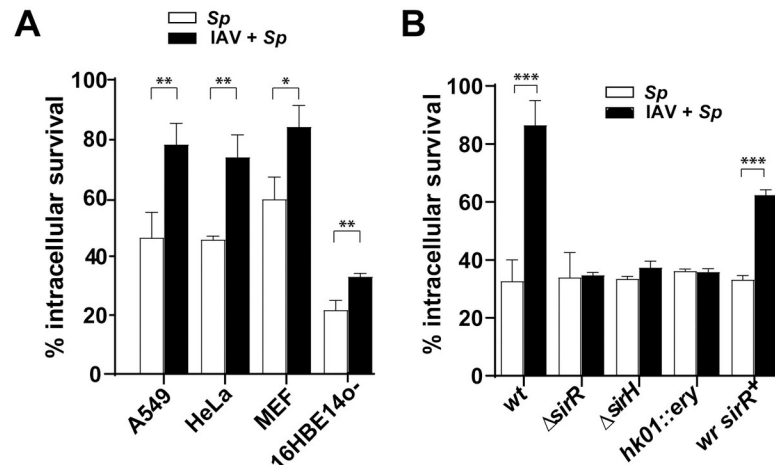 A
Sp
IAV + Sp
% intracellular survival
100
80
60
40
20
0
**
**
*
**
A549
HeLa
MEF
16HBE14o-
B
Sp
IAV + Sp
% intracellular survival
100
80
60
40
20
0
***
***
wt
ΔsirR
ΔsirH
hk01::ery
wr sirR+